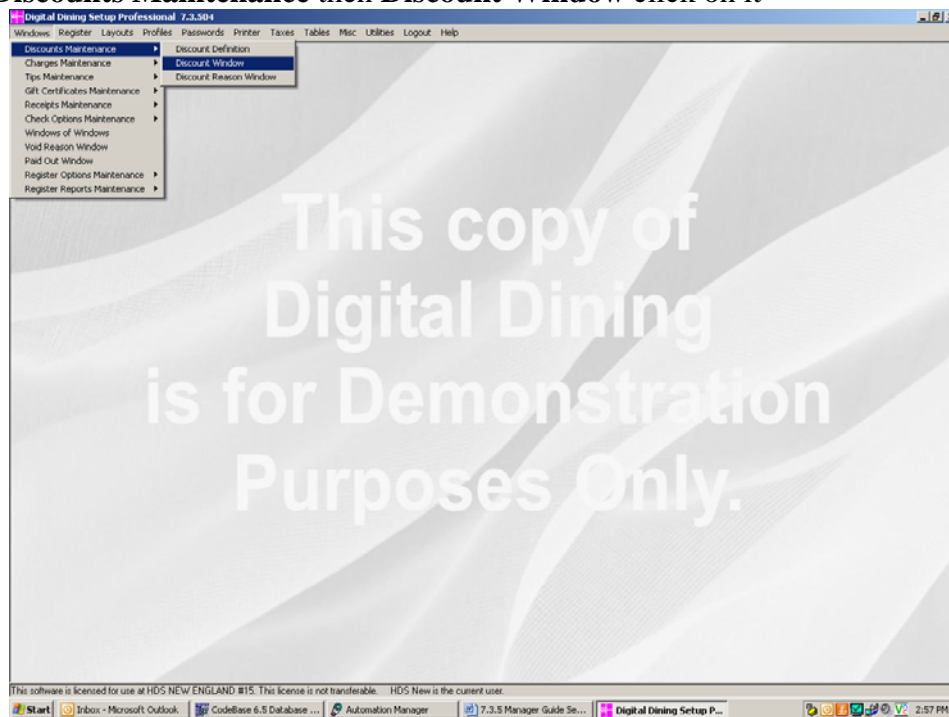 Discounts Maintenance then Discount Window click on it
Digital Dining Setup Professional 7.3.504
Windows Register Layouts Profiles Passwords Printer Taxes Tables Misc Utilities Logout Help
Discounts Maintenance
Charges Maintenance
Tips Maintenance
Gift Certificates Maintenance
Receipts Maintenance
Check Options Maintenance
Windows of Windows
Void Reason Window
Paid Out Window
Register Options Maintenance
Register Reports Maintenance
Discount Definition
Discount Window
Discount Reason Window
This copy of
Digital Dining
is for Demonstration
Purposes Only.
This software is licensed for use at HDS NEW ENGLAND #15. This license is not transferable. HDS New is the current user.
Start Inbox - Microsoft Outlook CodeBase 6.5 Database ... Automation Manager 7.3.5 Manager Guide Se... Digital Dining Setup P... 2:57 PM